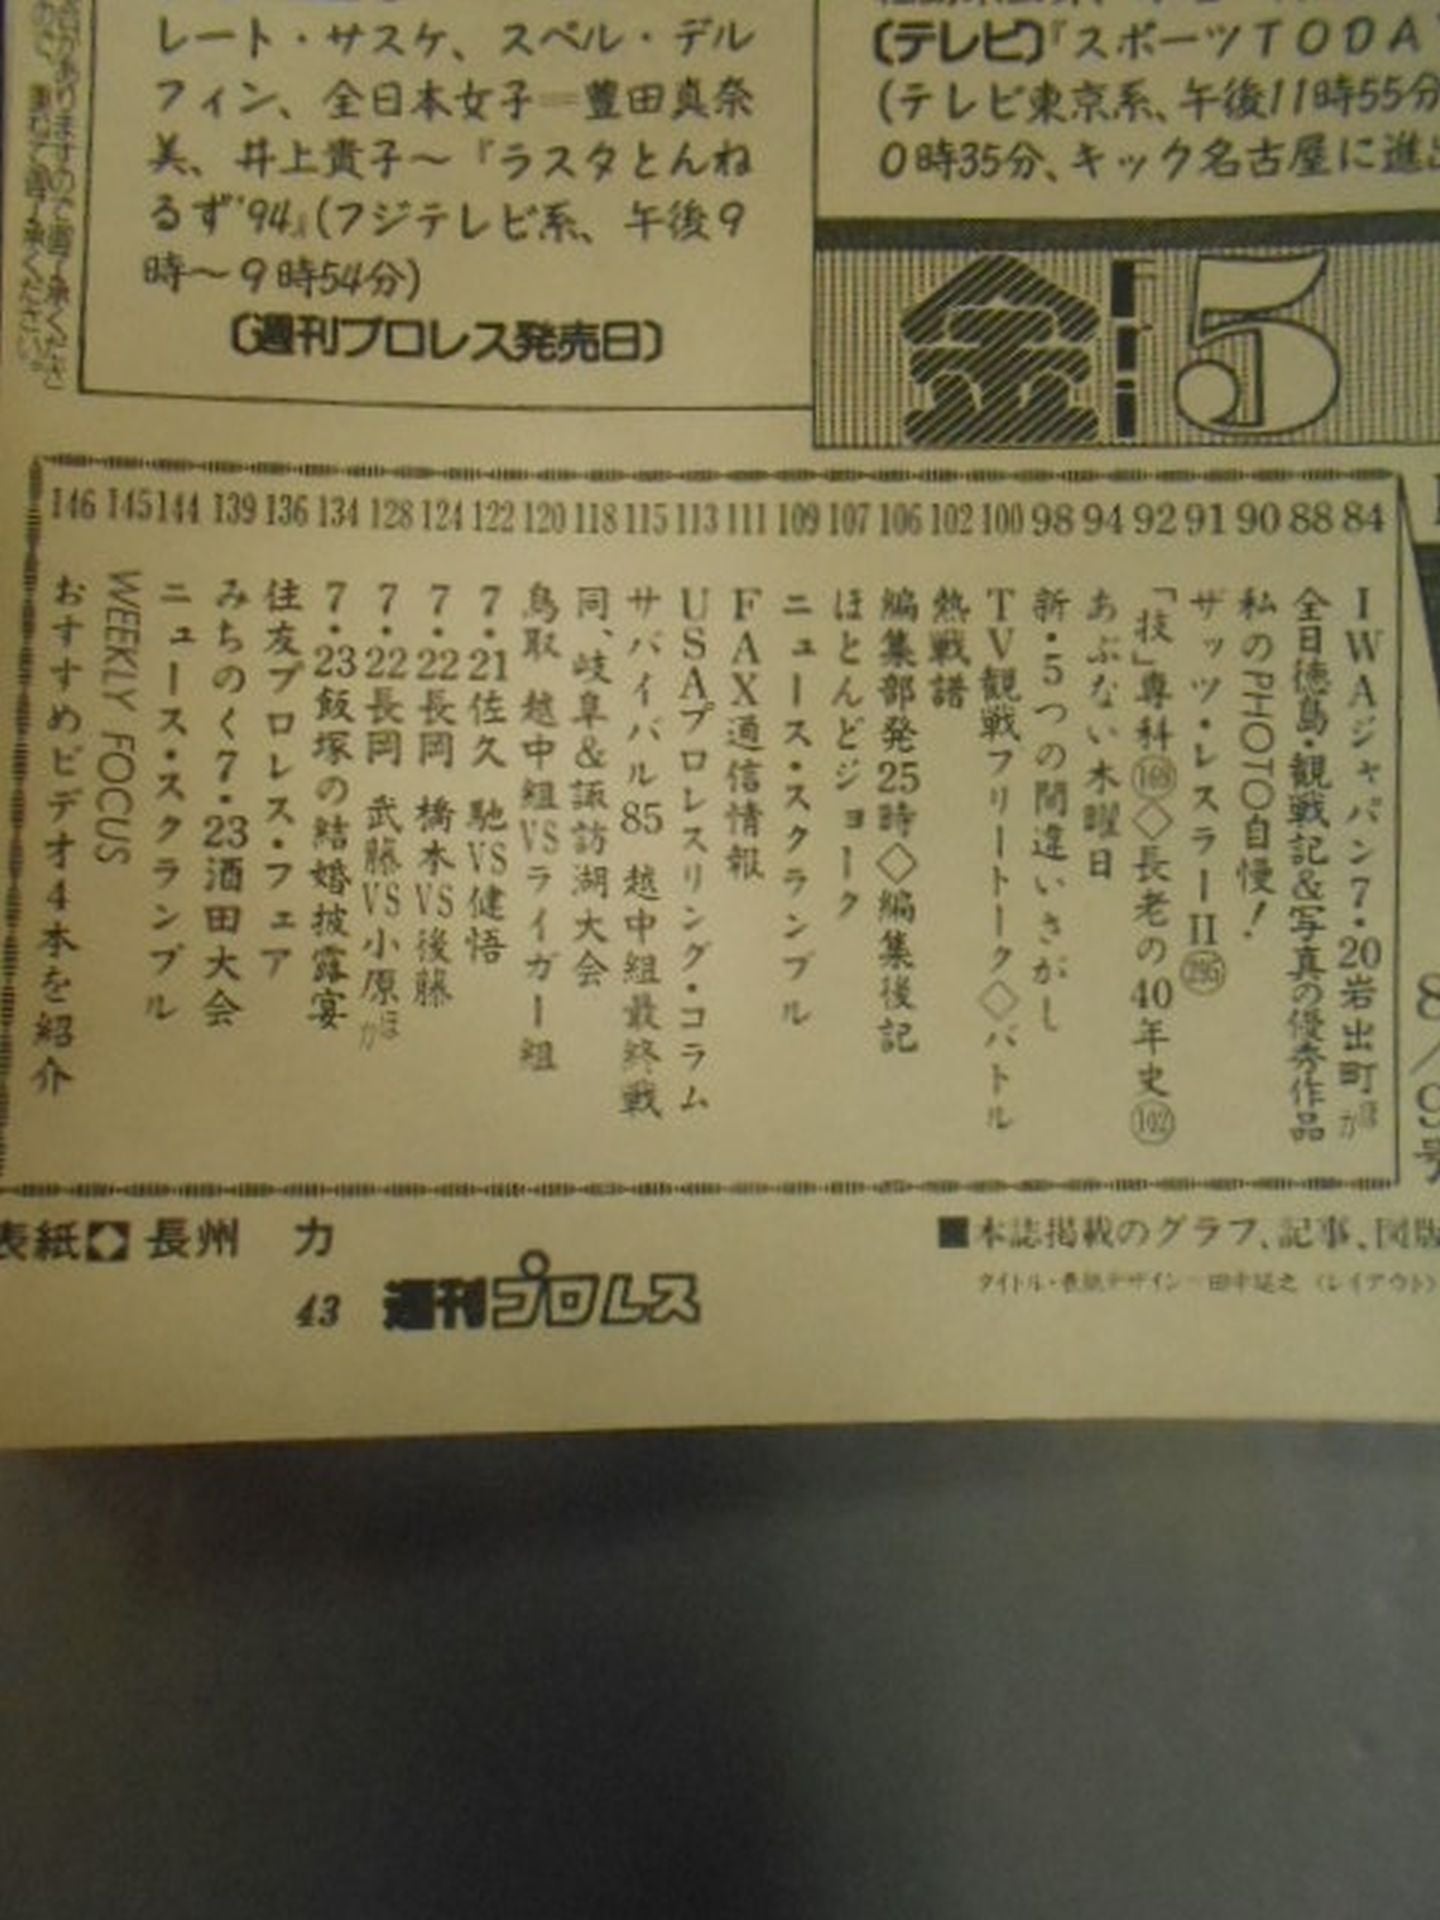 レート・サスケ、スペル・デル
フィン、全日本女子＝豊田真奈
美、井上貴子〜『ラスタとんね
るず'94』(フジテレビ系、午後9
時〜9時54分)
〔週刊プロレス発売日〕
〔テレビ〕『スポーツTODA
(テレビ東京系、午後11時55分
0時35分、キック名古屋に進出
金 Fri 5
84 IWAジャパン7・20岩出町ほか
88 全日徳島・観戦記&写真の優秀作品
90 私のPHOTO自慢!
91 ザッツ・レスラーII
92 「技」専科◇長老の40年史(102)
94 あぶない木曜日
98 新・5つの間違いさがし
100 TV観戦フリートーク◇バトル
102 熱戦譜
106 編集部発25時◇編集後記
107 ほとんどジョーク
109 ニュース・スクランブル
111 FAX通信情報
113 USAプロレスリング・コラム
115 サバイバル85 越中組最終戦
118 同、岐阜&諏訪湖大会
120 鳥取 越中組VSライガー組
122 7・21佐久 馳VS健悟
124 7・22長岡 橋本VS後藤
128 7・22長岡 武藤VS小原ほか
134 7・23飯塚の結婚披露宴
136 住友プロレス・フェア
139 みちのく7・23酒田大会
144 ニュース・スクランブル
145 WEEKLY FOCUS
146 おすすめビデオ4本を紹介
8/9号
表紙◆長州 力
43 週刊プロレス
■本誌掲載のグラフ、記事、図版